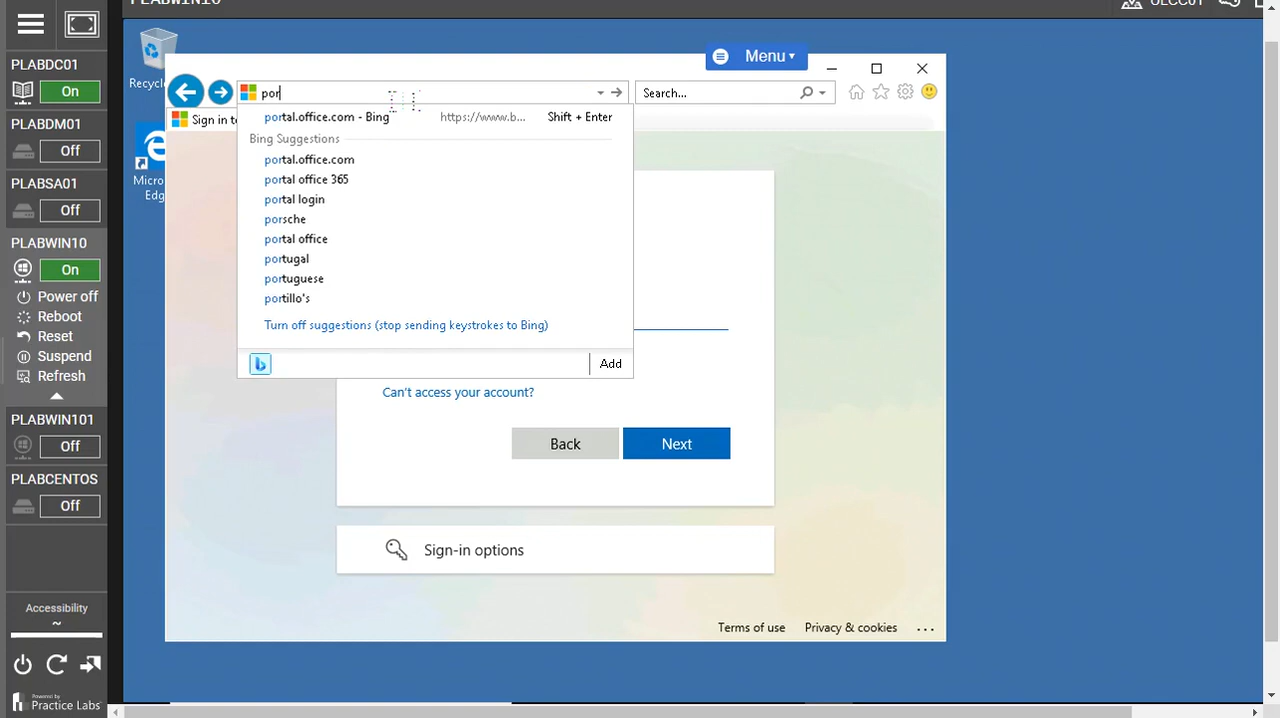 PLABWIN10
PLABDC01
On
PLABDM01
Off
PLABSA01
Off
PLABWIN10
On
Power off
Reboot
Reset
Suspend
Refresh
PLABWIN101
Off
PLABCENTOS
Off
Accessibility
Powered by
Practice Labs
Recycle
Micro
Edg
Menu
por
Search...
Sign in to
portal.office.com - Bing
https://www.b...
Shift + Enter
Bing Suggestions
portal.office.com
portal office 365
portal login
porsche
portal office
portugal
portuguese
portillo's
Turn off suggestions (stop sending keystrokes to Bing)
Add
Can't access your account?
Back
Next
Sign-in options
Terms of use
Privacy & cookies
...